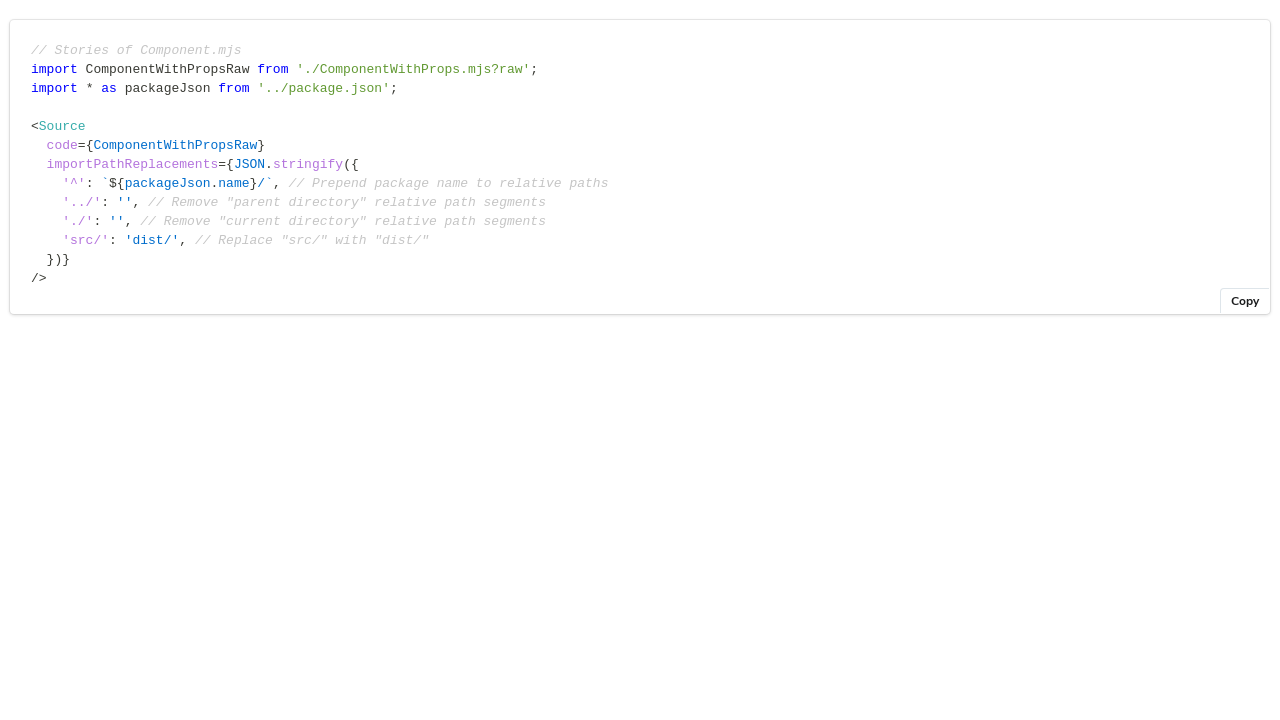 // Stories of Component.mjs
import ComponentWithPropsRaw from './ComponentWithProps.mjs?raw';
import * as packageJson from '../package.json';

<Source
  code={ComponentWithPropsRaw}
  importPathReplacements={JSON.stringify({
    '^': `${packageJson.name}/`, // Prepend package name to relative paths
    '../': '', // Remove "parent directory" relative path segments
    './': '', // Remove "current directory" relative path segments
    'src/': 'dist/', // Replace "src/" with "dist/"
  })}
/>
Copy